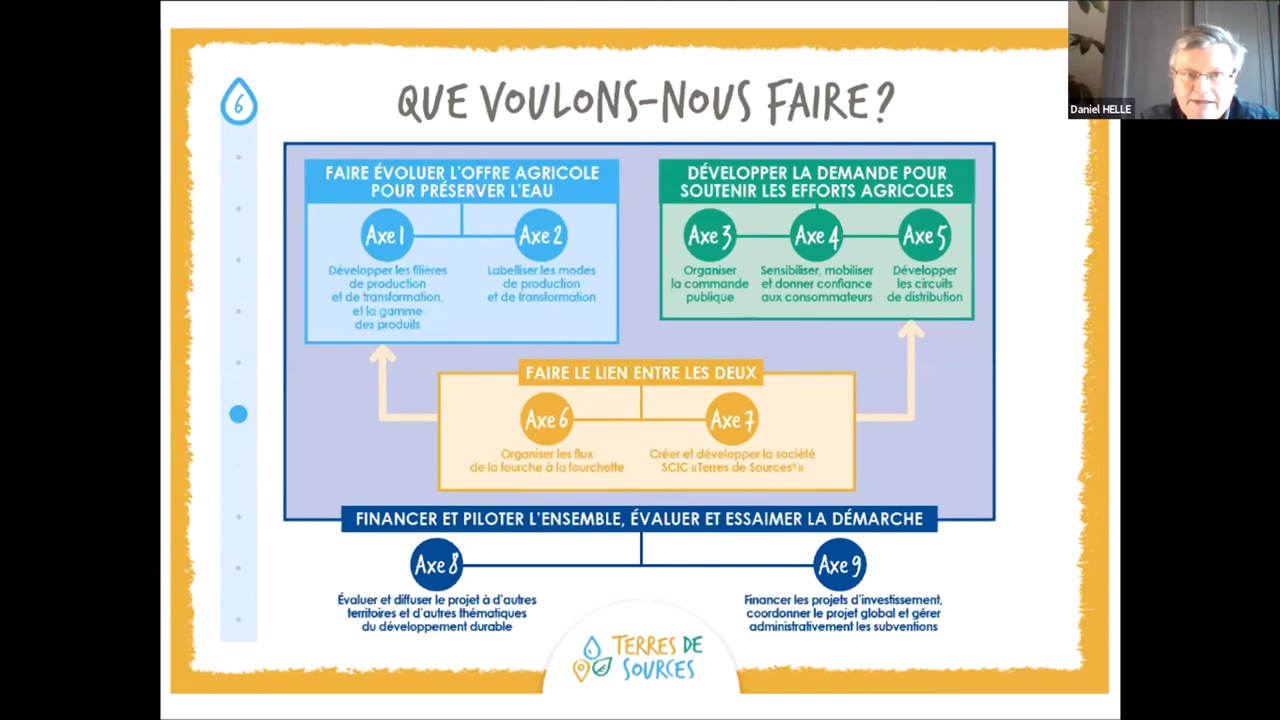 Daniel HELLE
6
QUE VOULONS-NOUS FAIRE?
FAIRE ÉVOLUER L'OFFRE AGRICOLE
POUR PRÉSERVER L'EAU
Axe 1
Axe 2
Développer les filières
de production
et de transformation,
et la gamme
des produits
Labelliser les modes
de production
et de transformation
DÉVELOPPER LA DEMANDE POUR
SOUTENIR LES EFFORTS AGRICOLES
Axe 3
Axe 4
Axe 5
Organiser
la commande
publique
Sensibiliser, mobiliser
et donner confiance
aux consommateurs
Développer
les circuits
de distribution
FAIRE LE LIEN ENTRE LES DEUX
Axe 6
Axe 7
Organiser les flux
de la fourche à la fourchette
Créer et développer la société
SCIC «Terres de Sources®»
FINANCER ET PILOTER L'ENSEMBLE, ÉVALUER ET ESSAIMER LA DÉMARCHE
Axe 8
Axe 9
Évaluer et diffuser le projet à d'autres
territoires et d'autres thématiques
du développement durable
Financer les projets d'investissement,
coordonner le projet global et gérer
administrativement les subventions
TERRES DE
SOURCES